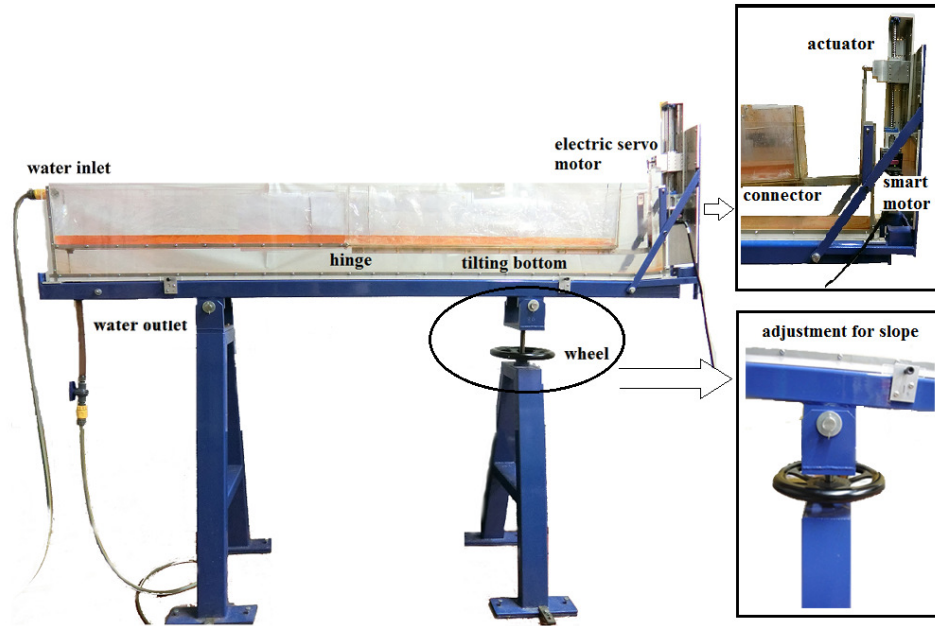 water inlet
electric servo
motor
hinge
tilting bottom
water outlet
wheel
actuator
connector
smart
motor
adjustment for slope